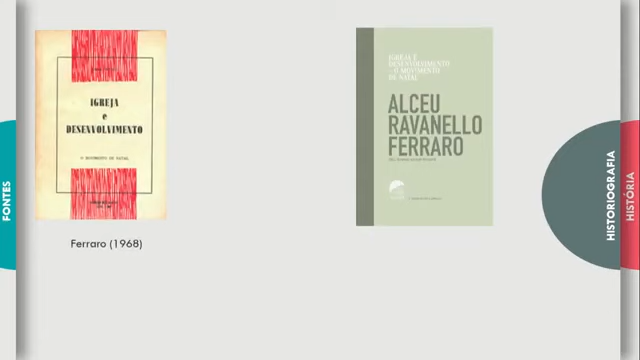 FONTES
IGREJA
e
DESENVOLVIMENTO
O MOVIMENTO DE NATAL
Ferraro (1968)
IGREJA E
DESENVOLVIMENTO
– O MOVIMENTO
DE NATAL
ALCEU
RAVANELLO
FERRARO
HISTORIOGRAFIA
HISTÓRIA